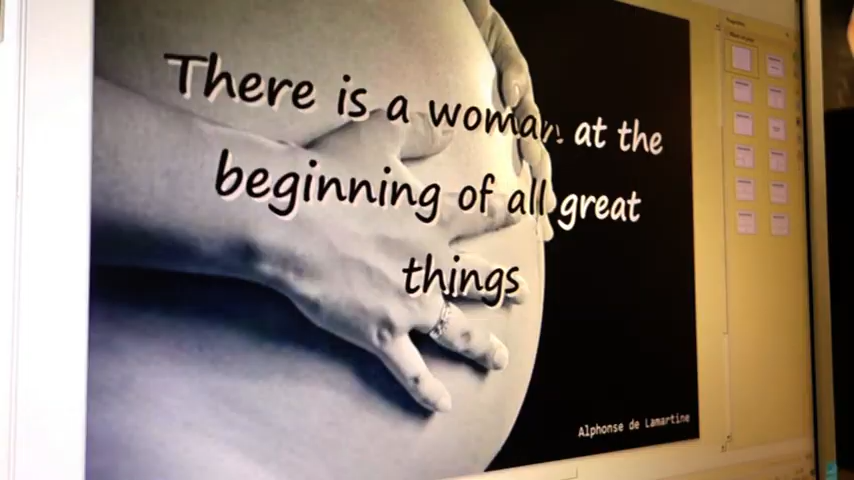 There is a woman at the
beginning of all great
things
Alphonse de Lamartine